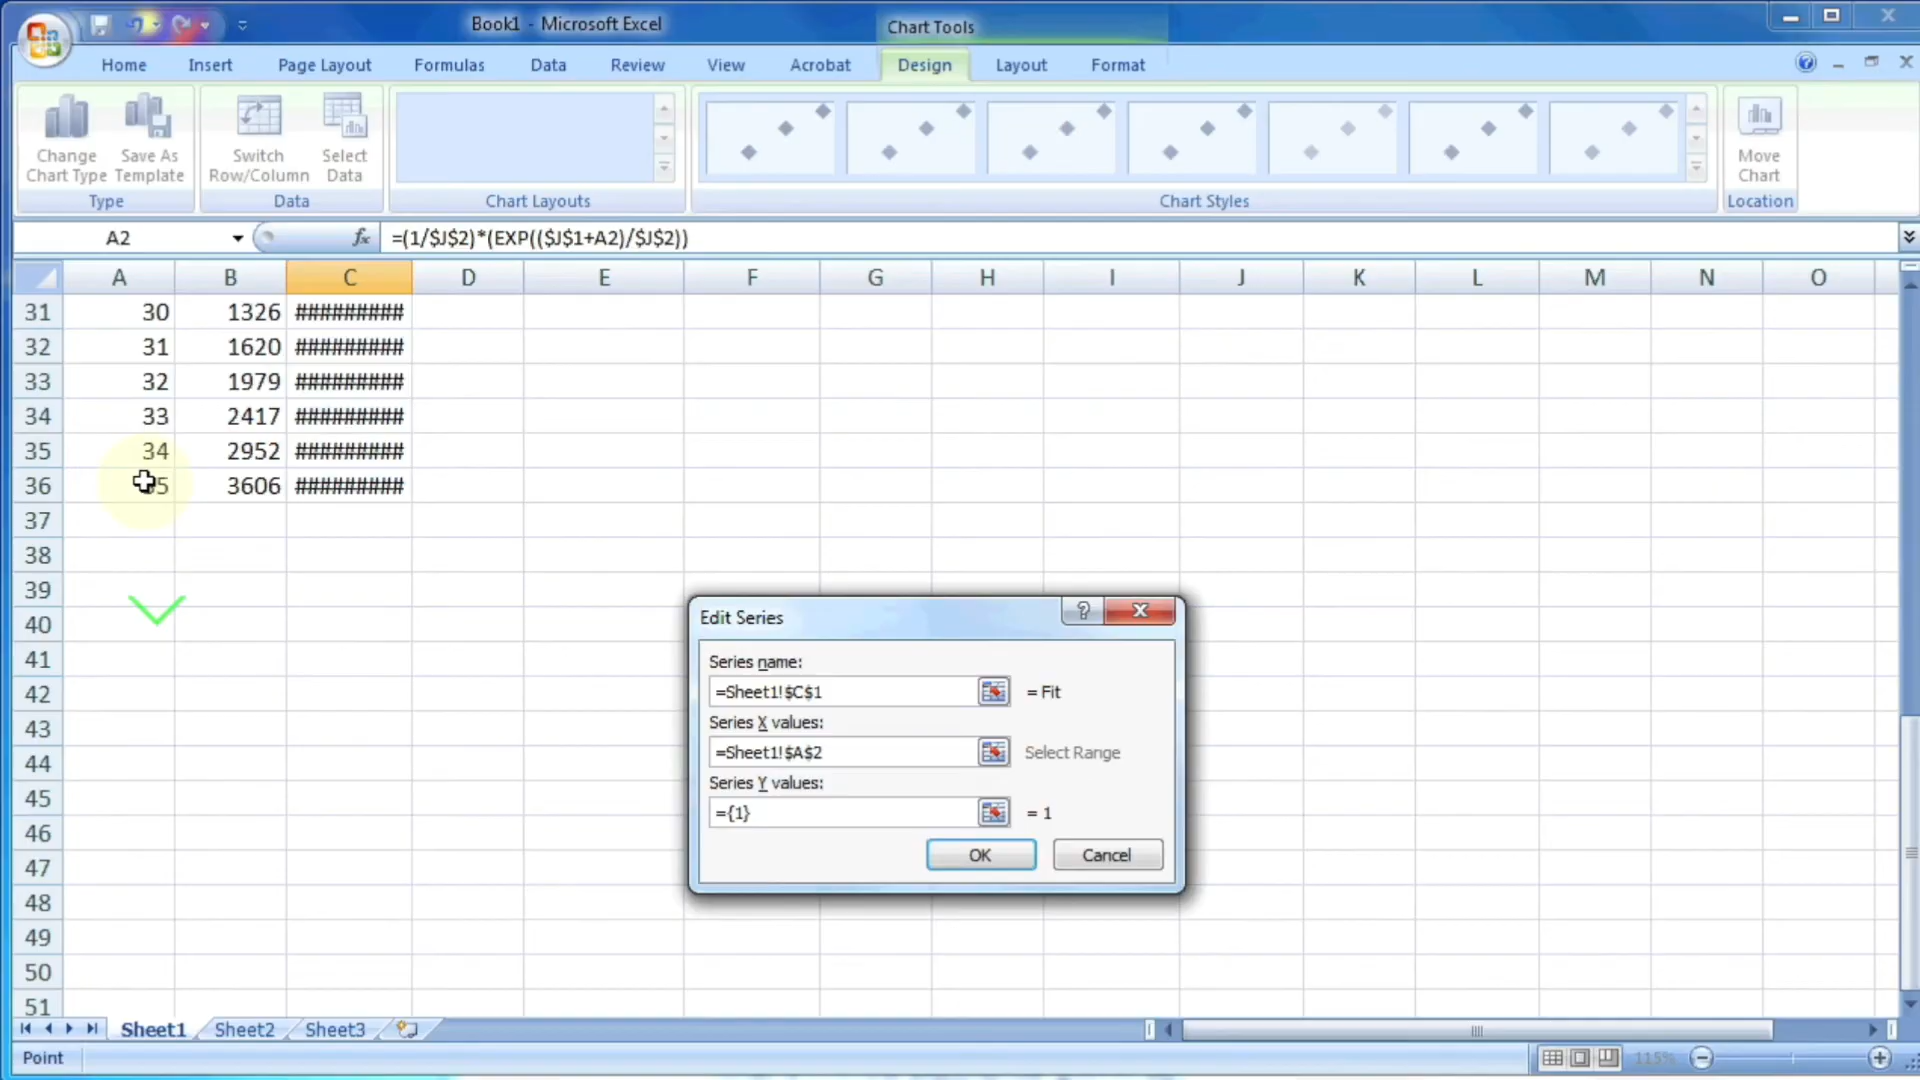 Book1 - Microsoft Excel
Chart Tools
Home Insert Page Layout Formulas Data Review View Acrobat Design Layout Format
Change Chart Type
Save As Template
Switch Row/Column
Select Data
Move Chart
Type Data Chart Layouts Chart Styles Location
A2 fx =(1/$J$2)*(EXP(($J$1+A2)/$J$2))
A B C D E F G H I J K L M N O
31 30 1326 #########
32 31 1620 #########
33 32 1979 #########
34 33 2417 #########
35 34 2952 #########
36 35 3606 #########
37
38
39
40
41
42
43
44
45
46
47
48
49
50
51
Edit Series
Series name:
=Sheet1!$C$1 = Fit
Series X values:
=Sheet1!$A$2 Select Range
Series Y values:
={1} = 1
OK Cancel
Sheet1 Sheet2 Sheet3
Point 115%